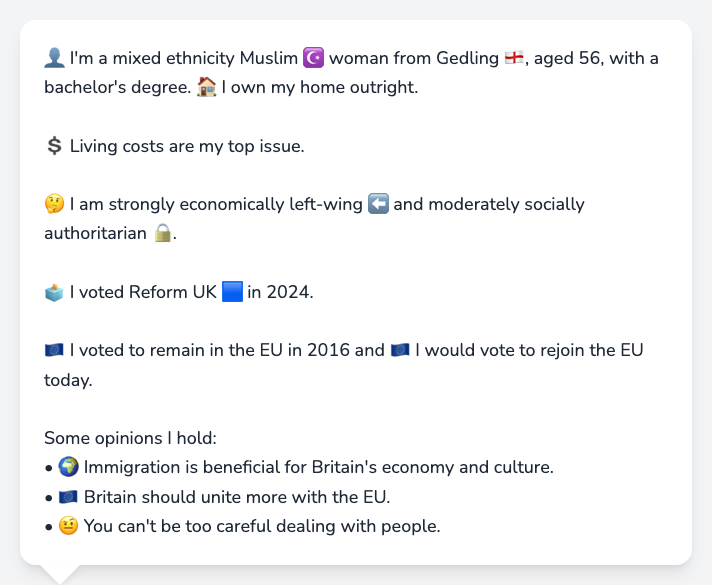 👤 I'm a mixed ethnicity Muslim ☪️ woman from Gedling 🏴󠁧󠁢󠁥󠁮󠁧󠁿, aged 56, with a
bachelor's degree. 🏠 I own my home outright.
💲 Living costs are my top issue.
🤔 I am strongly economically left-wing ⬅️ and moderately socially
authoritarian 🔒.
🗳️ I voted Reform UK 🟦 in 2024.
🇪🇺 I voted to remain in the EU in 2016 and 🇪🇺 I would vote to rejoin the EU
today.
Some opinions I hold:
• 🌍 Immigration is beneficial for Britain's economy and culture.
• 🇪🇺 Britain should unite more with the EU.
• 🤨 You can't be too careful dealing with people.